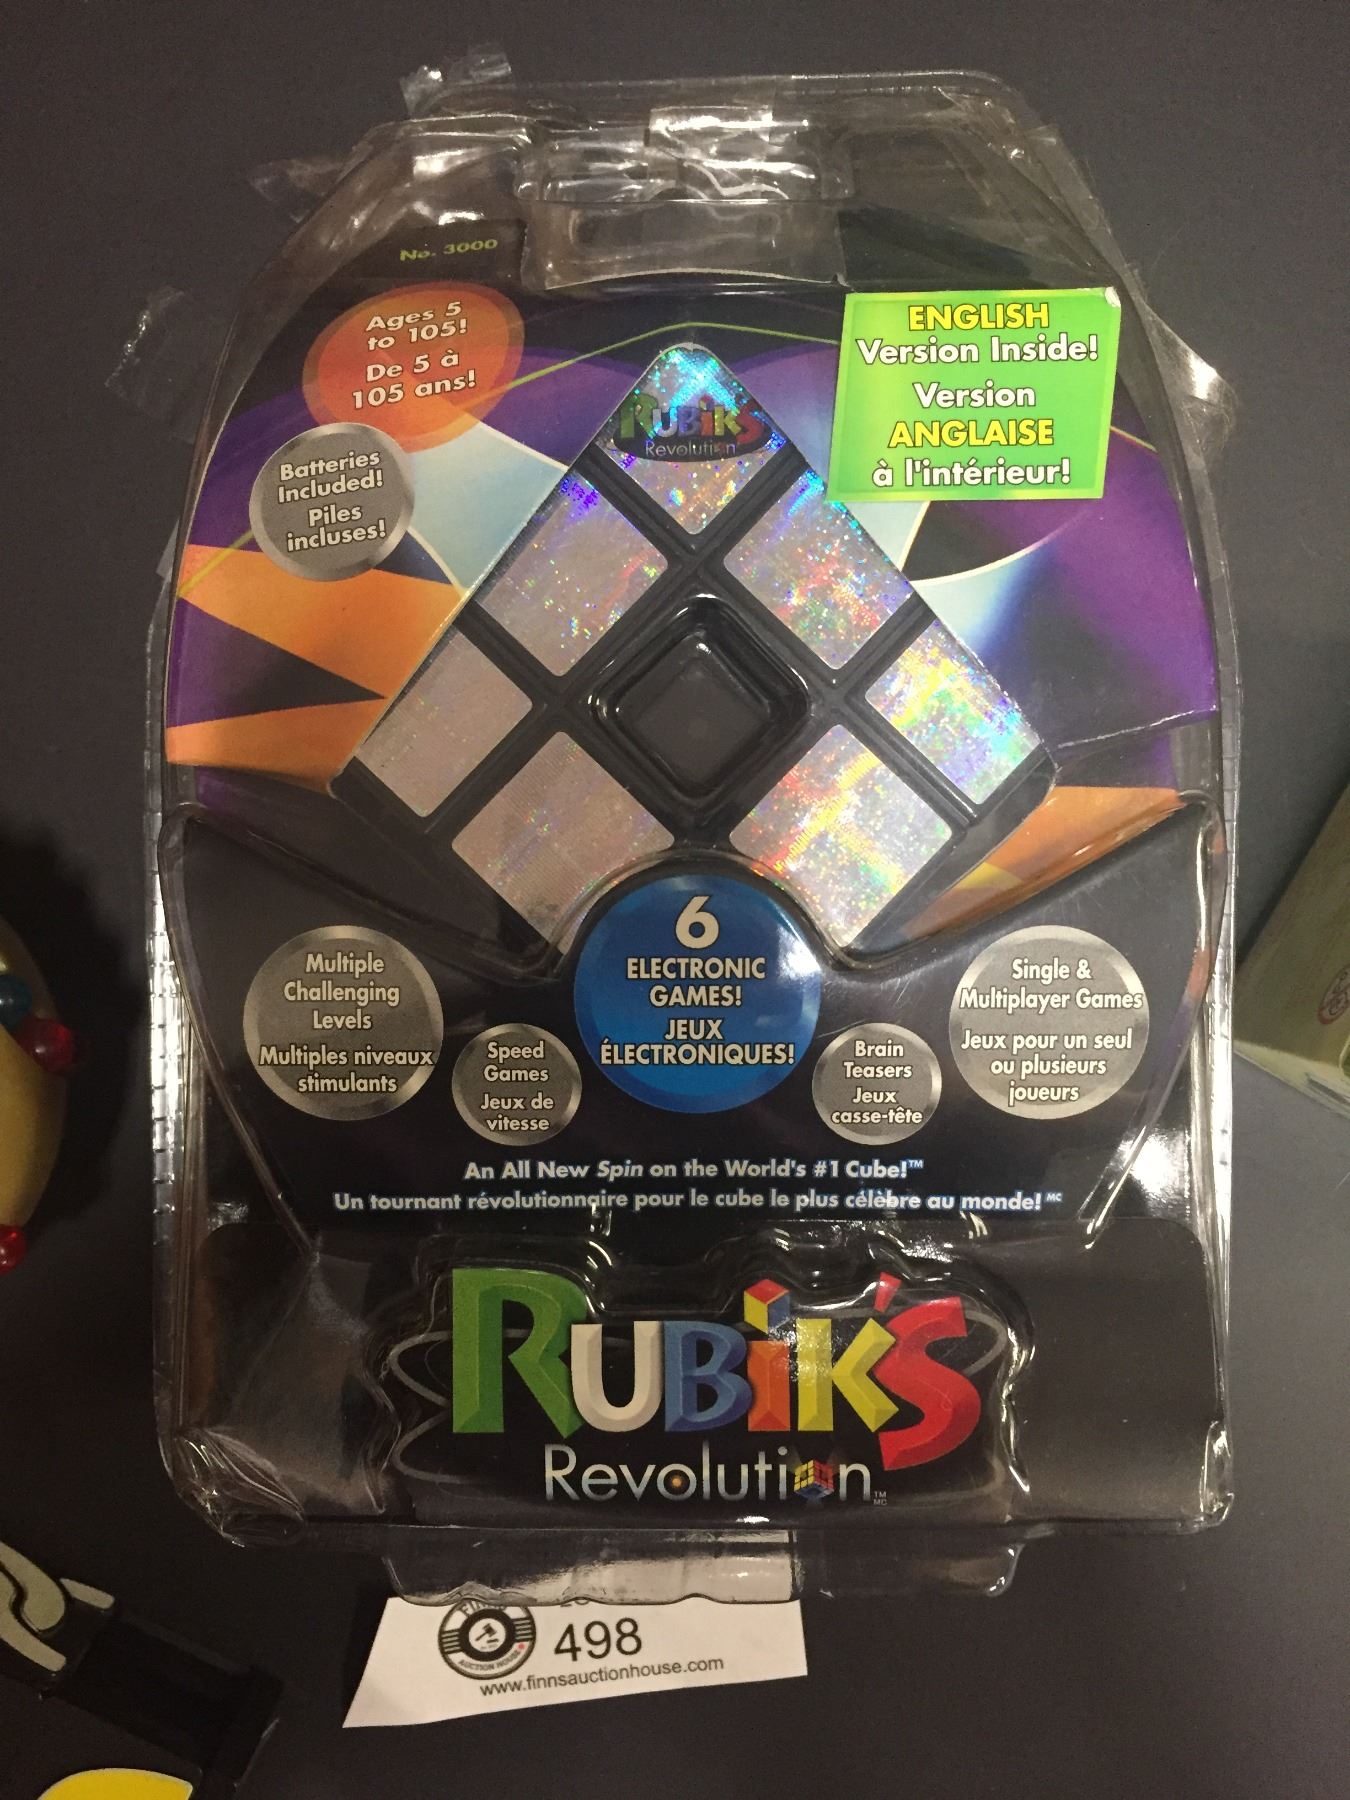 No. 3000
Ages 5
to 105!
De 5 à
105 ans!
ENGLISH
Version Inside!
Version
ANGLAISE
à l'intérieur!
Batteries
Included!
Piles
incluses!
RUBIK'S
Revolution
6
ELECTRONIC
GAMES!
JEUX
ÉLECTRONIQUES!
Multiple
Challenging
Levels
Multiples niveaux
stimulants
Speed
Games
Jeux de
vitesse
Brain
Teasers
Jeux
casse-tête
Single &
Multiplayer Games
Jeux pour un seul
ou plusieurs
joueurs
An All New Spin on the World's #1 Cube!™
Un tournant révolutionnaire pour le cube le plus célèbre au monde! MC
RUBIK'S
Revolution
TM
MC
AUCTION HOUSE
498
www.finnsauctionhouse.com